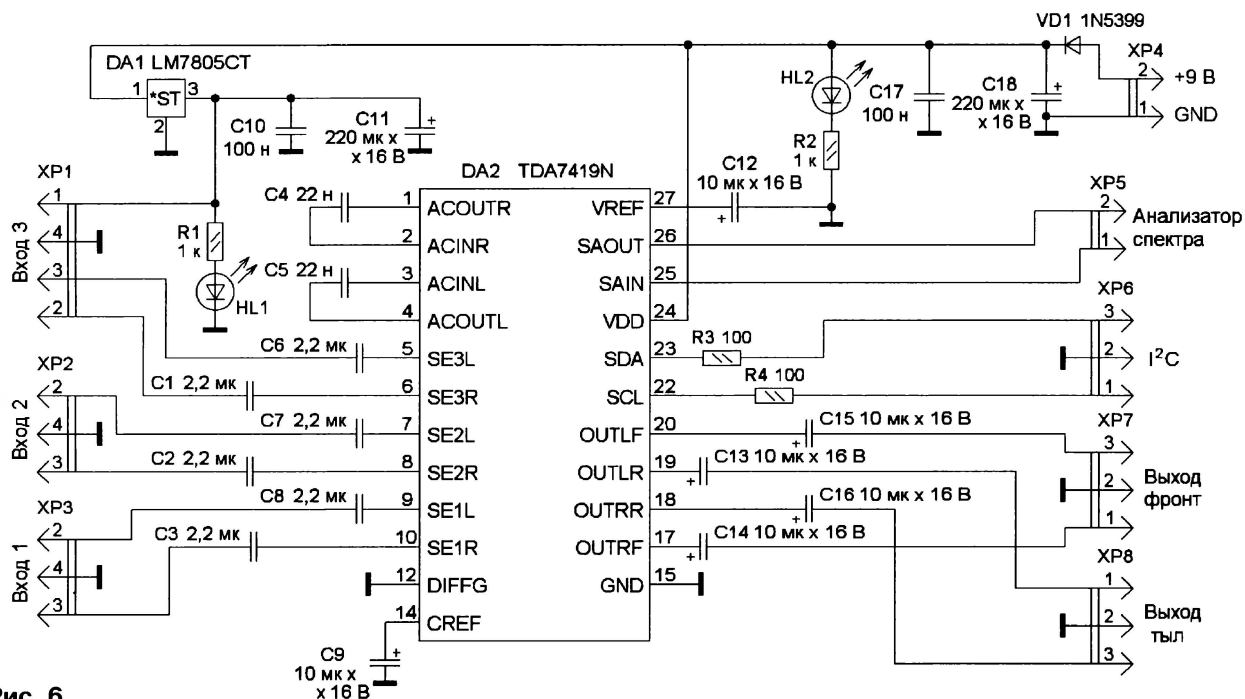 VD1 1N5399
XP4
2
+9 В
1
GND
DA1 LM7805CT
1
*ST
3
2
C10
100 н
C11
220 мк х
х 16 В
HL2
R2
1 к
C17
100 н
C18
220 мк х
х 16 В
+
+
C12
10 мк х 16 В
+
XP1
1
4
3
2
Вход 3
R1
1 к
HL1
C4 22 н
C5 22 н
C6 2,2 мк
C1 2,2 мк
XP2
2
4
3
Вход 2
C7 2,2 мк
C2 2,2 мк
XP3
2
4
3
Вход 1
C8 2,2 мк
C3 2,2 мк
C9
10 мк х
х 16 В
+
DA2 TDA7419N
1 ACOUTR
2 ACINR
3 ACINL
4 ACOUTL
5 SE3L
6 SE3R
7 SE2L
8 SE2R
9 SE1L
10 SE1R
12 DIFFG
14 CREF
VREF 27
SAOUT 26
SAIN 25
VDD 24
SDA 23
SCL 22
OUTLF 20
OUTLR 19
OUTRR 18
OUTRF 17
GND 15
XP5
2
1
Анализатор
спектра
R3 100
R4 100
XP6
3
2
1
I²C
C15 10 мк х 16 В
+
C13 10 мк х 16 В
+
C16 10 мк х 16 В
+
C14 10 мк х 16 В
+
XP7
3
2
1
Выход
фронт
XP8
1
2
3
Выход
тыл
Рис. 6